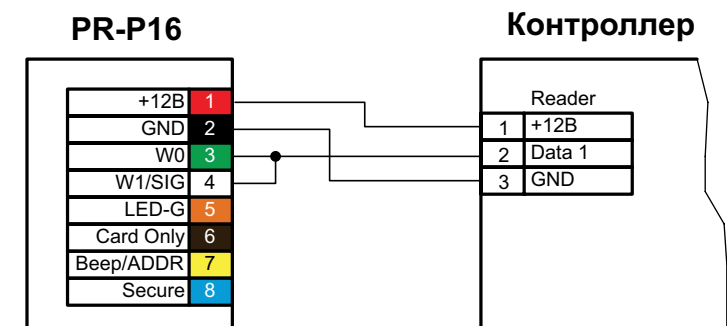 PR-P16
Контроллер
+12В 1
GND 2
W0 3
W1/SIG 4
LED-G 5
Card Only 6
Beep/ADDR 7
Secure 8
Reader
1 +12В
2 Data 1
3 GND